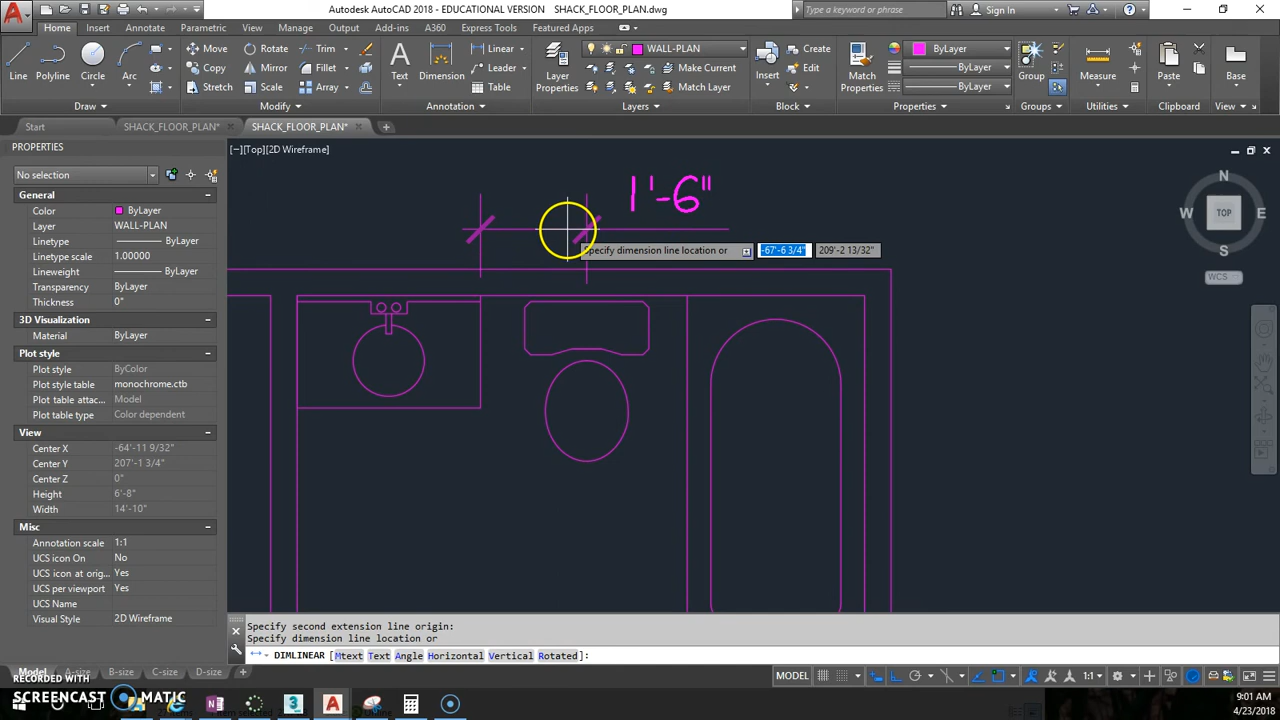 Autodesk AutoCAD 2018 - EDUCATIONAL VERSION SHACK_FLOOR_PLAN.dwg
Type a keyword or phrase
Sign In
Home Insert Annotate Parametric View Manage Output Add-ins A360 Express Tools Featured Apps
Line Polyline Circle Arc
Move Rotate Trim
Copy Mirror Fillet
Stretch Scale Array
Text Dimension
Linear
Leader
Table
Layer Properties
WALL-PLAN
Make Current
Match Layer
Insert
Create
Edit
Match Properties
ByLayer
ByLayer
ByLayer
Group
Measure
Paste
Base
Draw Modify Annotation Layers Block Properties Groups Utilities Clipboard View
Start SHACK_FLOOR_PLAN* SHACK_FLOOR_PLAN*
PROPERTIES
[−][Top][2D Wireframe]
No selection
General
Color ByLayer
Layer WALL-PLAN
Linetype ByLayer
Linetype scale 1.00000
Lineweight ByLayer
Transparency ByLayer
Thickness 0"
3D Visualization
Material ByLayer
Plot style
Plot style ByColor
Plot style table monochrome.ctb
Plot table attac... Model
Plot table type Color dependent
View
Center X -64'-11 9/32"
Center Y 207'-1 3/4"
Center Z 0"
Height 6'-8"
Width 14'-10"
Misc
Annotation scale 1:1
UCS icon On No
UCS icon at orig... Yes
UCS per viewport Yes
UCS Name
Visual Style 2D Wireframe
1'-6"
Specify dimension line location or -67'-6 3/4" 209'-2 13/32"
N
W TOP E
S
WCS
Specify second extension line origin:
Specify dimension line location or
DIMLINEAR [Mtext Text Angle Horizontal Vertical Rotated]:
Model A-size B-size C-size D-size
MODEL 1:1
RECORDED WITH
SCREENCAST MATIC
9:01 AM
4/23/2018